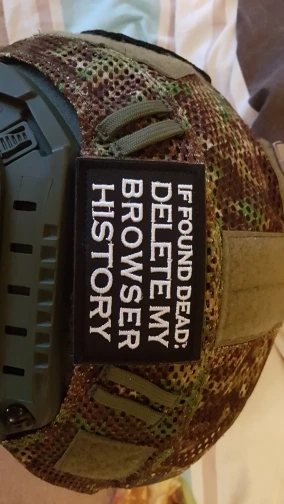 IF FOUND DEAD:
DELETE MY
BROWSER
HISTORY